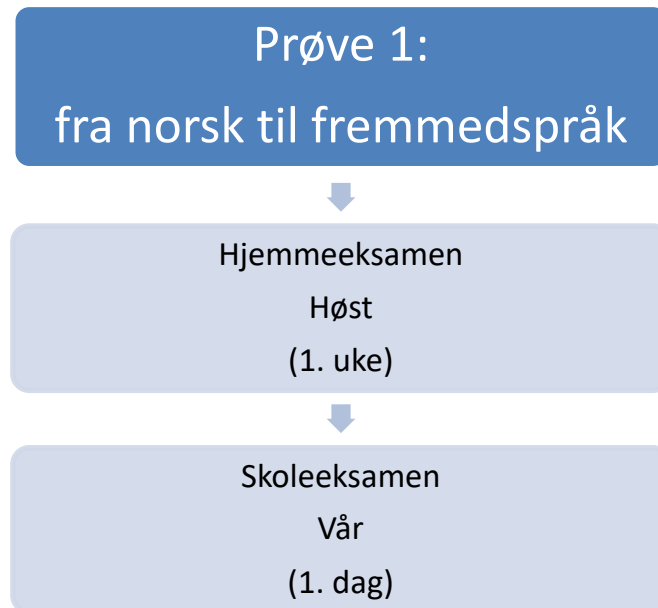 Prøve 1:
fra norsk til fremmedspråk
Hjemmeeksamen
Høst
(1. uke)
Skoleeksamen
Vår
(1. dag)